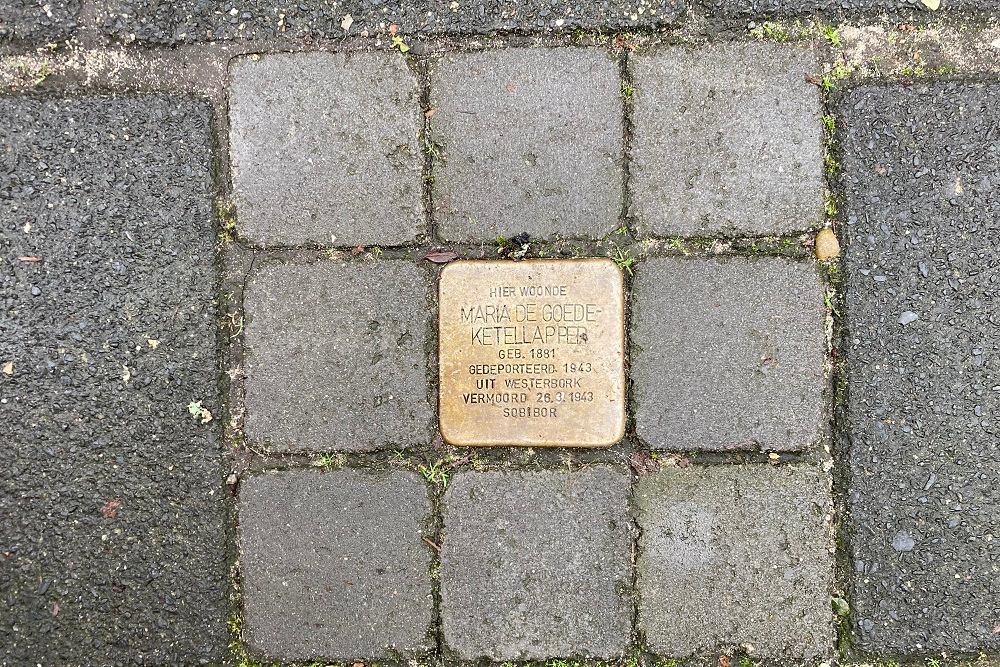 HIER WOONDE
MARIA DE GOEDE-
KETELLAPPER
GEB. 1881
GEDEPORTEERD 1943
UIT WESTERBORK
VERMOORD 26.3.1943
SOBIBOR